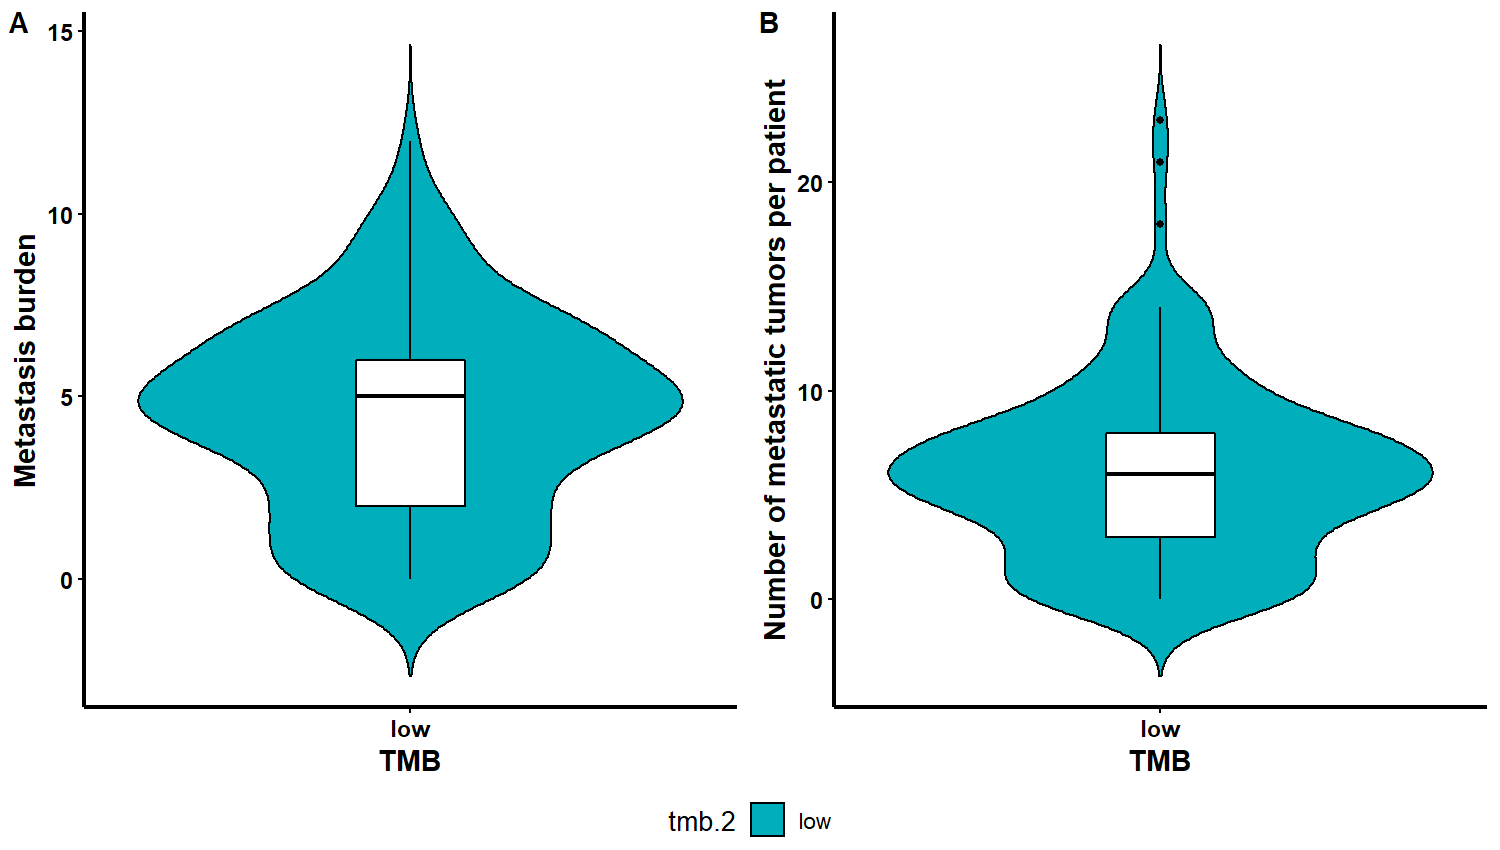 A
Metastasis burden
15
10
5
0
low
TMB
B
Number of metastatic tumors per patient
20
10
0
low
TMB
tmb.2 low